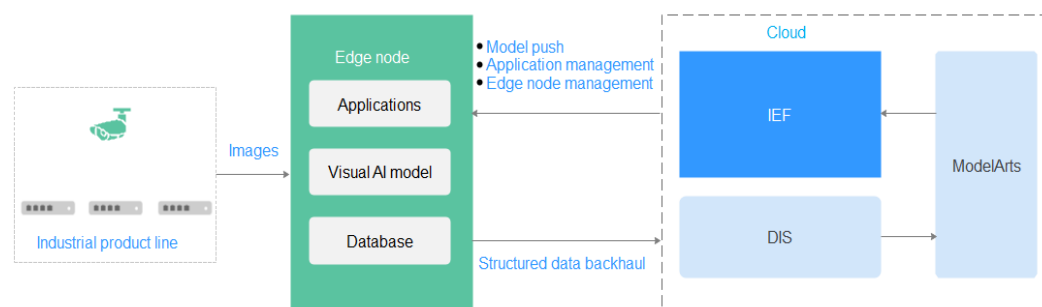 Industrial product line
Images
Edge node
Applications
Visual AI model
Database
Model push
Application management
Edge node management
Structured data backhaul
Cloud
IEF
DIS
ModelArts